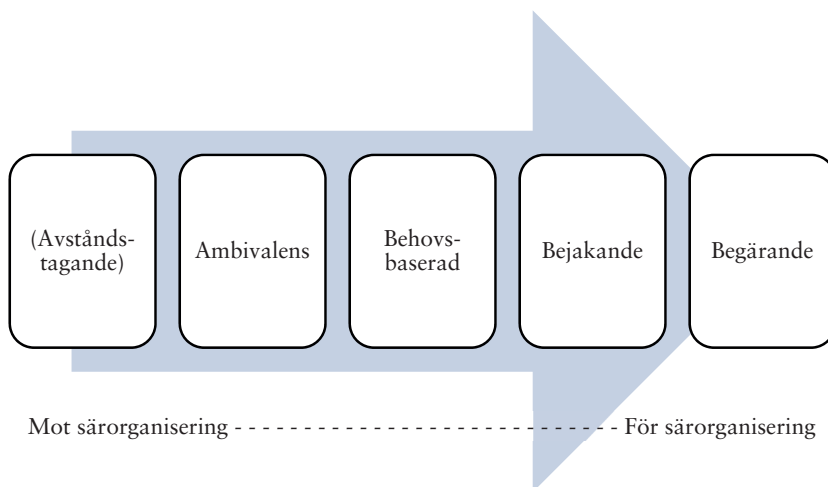 (Avstånds-
tagande)
Ambivalens
Behovs-
baserad
Bejakande
Begärande
Mot särorganisering - - - - - - - - - - - - - - - - - - - - - - - - - - - - - För särorganisering